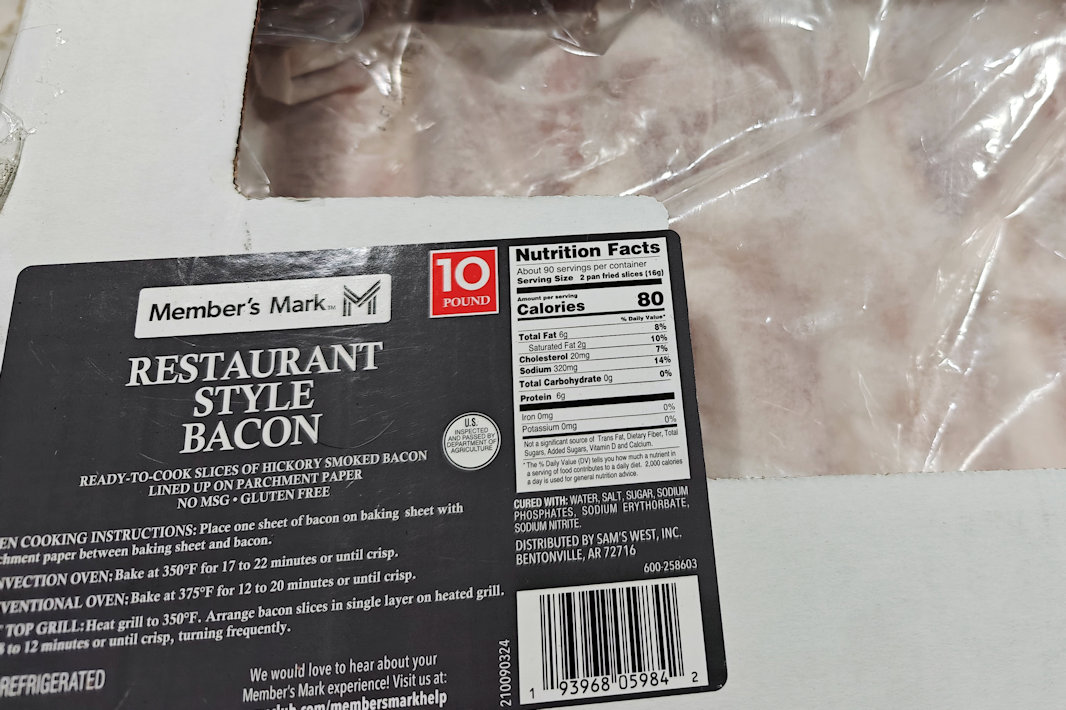 Member's Mark™
10
POUND
RESTAURANT
STYLE
BACON
READY-TO-COOK SLICES OF HICKORY SMOKED BACON
LINED UP ON PARCHMENT PAPER
NO MSG • GLUTEN FREE
U.S.
INSPECTED
AND PASSED BY
DEPARTMENT OF
AGRICULTURE
EN COOKING INSTRUCTIONS: Place one sheet of bacon on baking sheet with
chment paper between baking sheet and bacon.
NVECTION OVEN: Bake at 350°F for 17 to 22 minutes or until crisp.
VENTIONAL OVEN: Bake at 375°F for 12 to 20 minutes or until crisp.
TOP GRILL: Heat grill to 350°F. Arrange bacon slices in single layer on heated grill.
8 to 12 minutes or until crisp, turning frequently.
REFRIGERATED
We would love to hear about your
Member's Mark experience! Visit us at:
club.com/membersmarkhelp
210090324
Nutrition Facts
About 90 servings per container
Serving Size 2 pan fried slices (16g)
Amount per serving
Calories 80
% Daily Value*
Total Fat 6g 8%
Saturated Fat 2g 10%
Cholesterol 20mg 7%
Sodium 320mg 14%
Total Carbohydrate 0g 0%
Protein 6g
Iron 0mg 0%
Potassium 0mg 0%
Not a significant source of Trans Fat, Dietary Fiber, Total
Sugars, Added Sugars, Vitamin D and Calcium.
*The % Daily Value (DV) tells you how much a nutrient in
a serving of food contributes to a daily diet. 2,000 calories
a day is used for general nutrition advice.
CURED WITH: WATER, SALT, SUGAR, SODIUM
PHOSPHATES, SODIUM ERYTHORBATE,
SODIUM NITRITE.
DISTRIBUTED BY SAM'S WEST, INC.
BENTONVILLE, AR 72716
600-258603
1 93968 05984 2